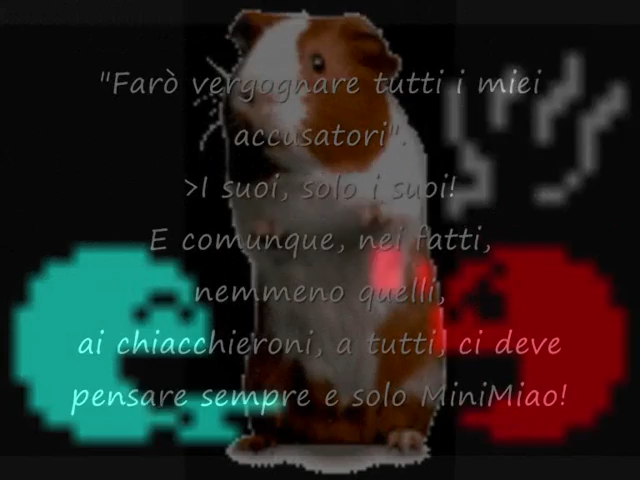 "Farò vergognare tutti i miei
accusatori".
>I suoi, solo i suoi!
E comunque, nei fatti,
nemmeno quelli,
ai chiacchieroni, a tutti, ci deve
pensare sempre e solo MiniMiao!